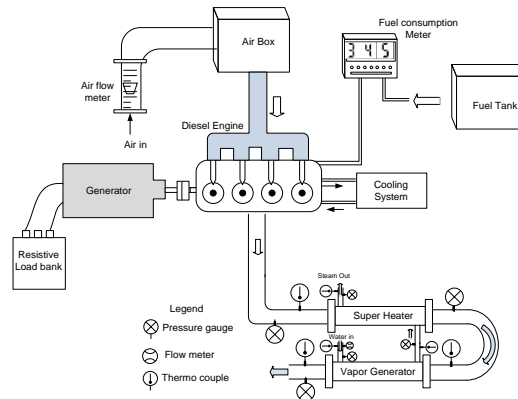 Fuel consumption
Meter
Air Box
3 4 5
Air flow
meter
Fuel Tank
Diesel Engine
Air in
Generator
Cooling
System
Resistive
Load bank
Steam Out
Legend
Super Heater
Pressure gauge
Water in
Flow meter
Vapor Generator
Thermo couple